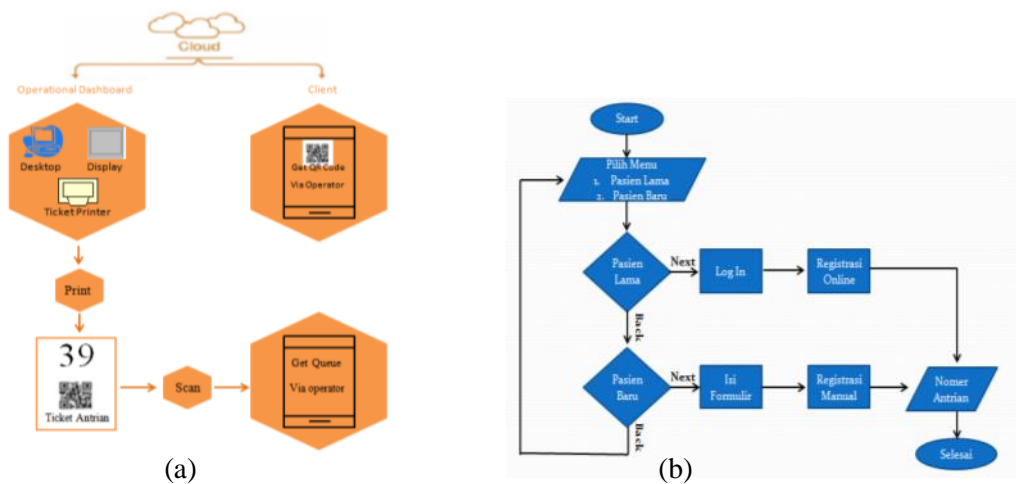 Cloud
Operational Dashboard
Client
Desktop
Display
Ticket Printer
Get QR Code
Via Operator
Print
39
Ticket Antrian
Scan
Get Queue
Via operator
(a)
Start
Pilih Menu
1. Pasien Lama
2. Pasien Baru
Pasien
Lama
Next
Log In
Registrasi
Online
Back
Pasien
Baru
Next
Isi
Formulir
Registrasi
Manual
Nomer
Antrian
Back
Selesai
(b)